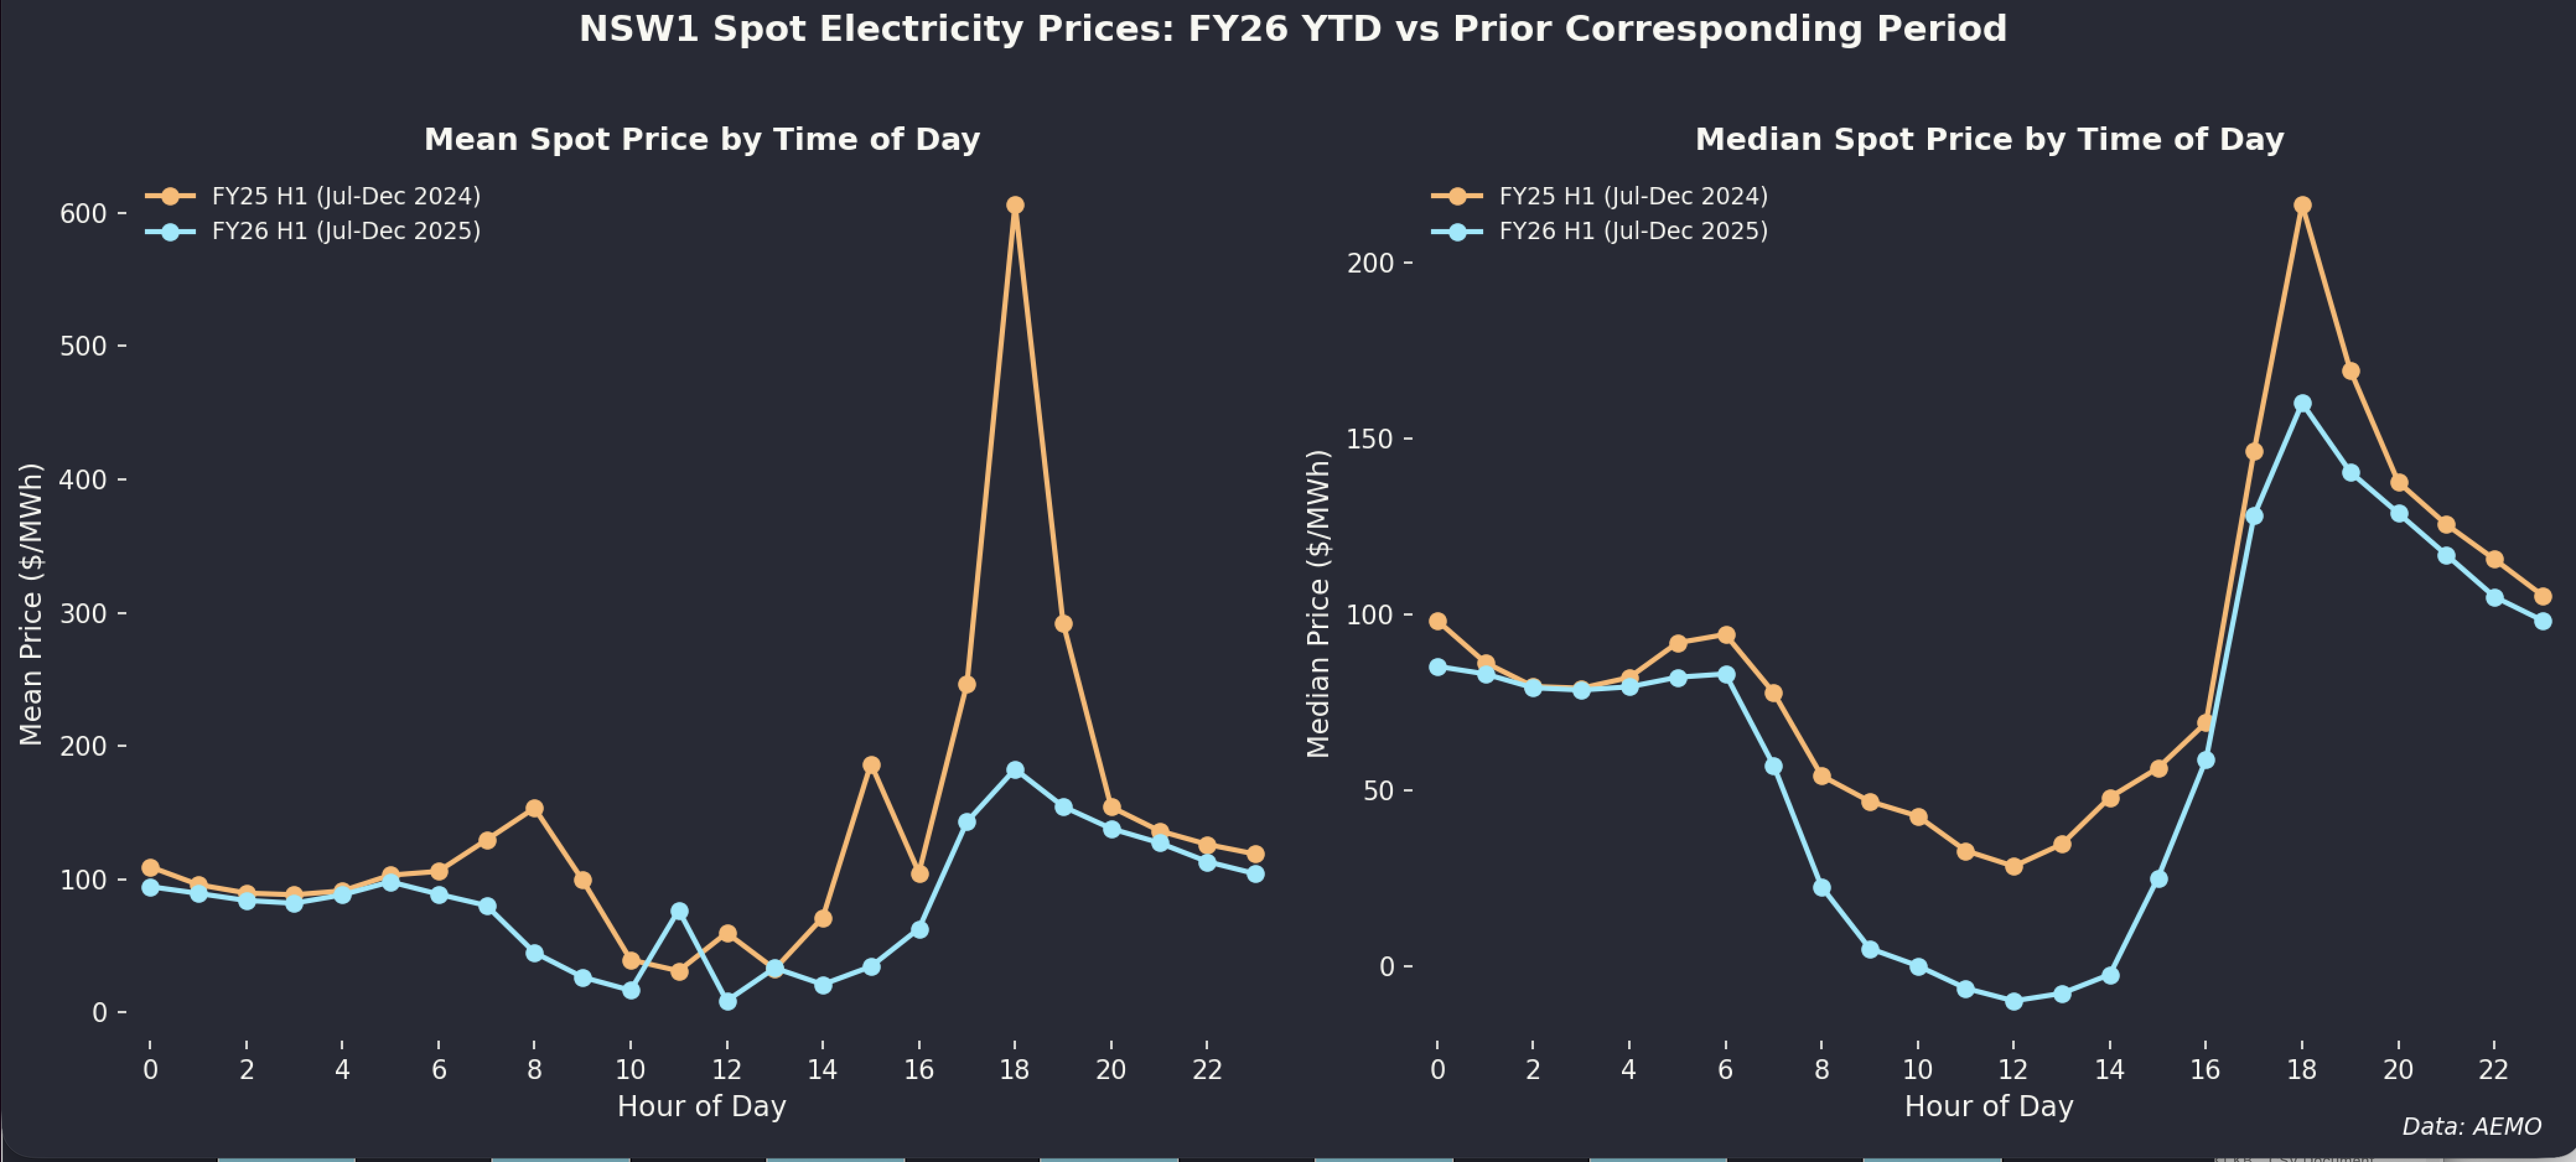 NSW1 Spot Electricity Prices: FY26 YTD vs Prior Corresponding Period
Mean Spot Price by Time of Day
FY25 H1 (Jul-Dec 2024)
FY26 H1 (Jul-Dec 2025)
600
500
400
300
200
100
0
Mean Price ($/MWh)
0 2 4 6 8 10 12 14 16 18 20 22
Hour of Day
Median Spot Price by Time of Day
FY25 H1 (Jul-Dec 2024)
FY26 H1 (Jul-Dec 2025)
200
150
100
50
0
Median Price ($/MWh)
0 2 4 6 8 10 12 14 16 18 20 22
Hour of Day
Data: AEMO